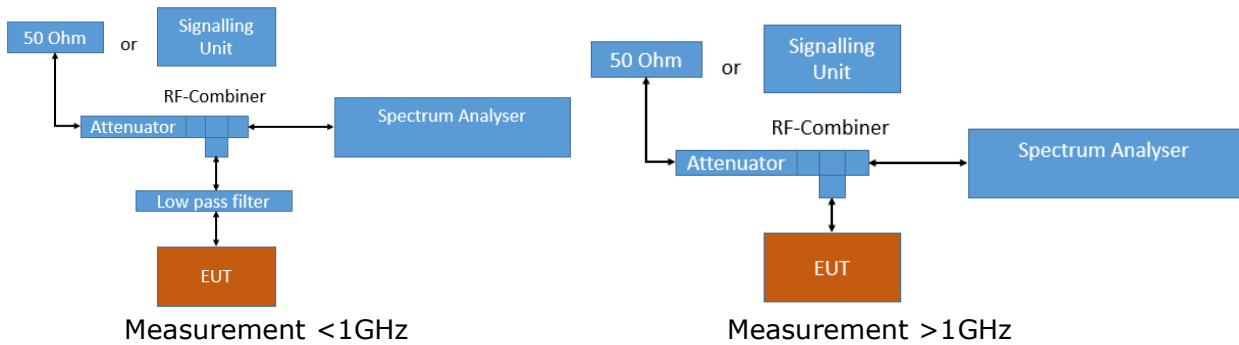 50 Ohm
or
Signalling
Unit
RF-Combiner
Attenuator
Spectrum Analyser
Low pass filter
EUT
Measurement <1GHz
50 Ohm
or
Signalling
Unit
RF-Combiner
Attenuator
Spectrum Analyser
EUT
Measurement >1GHz